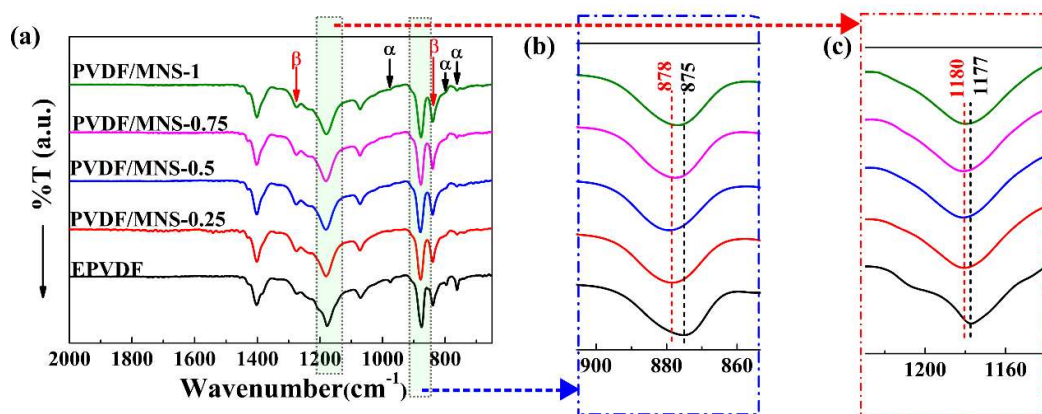 (a)
β
α
β
α
α
PVDF/MNS-1
PVDF/MNS-0.75
PVDF/MNS-0.5
PVDF/MNS-0.25
EPVDF
%T (a.u.)
2000 1600 1400 1200 1000 800
Wavenumber(cm-1)
(b)
878
875
900 880 860
(c)
1180
1177
1200 1160